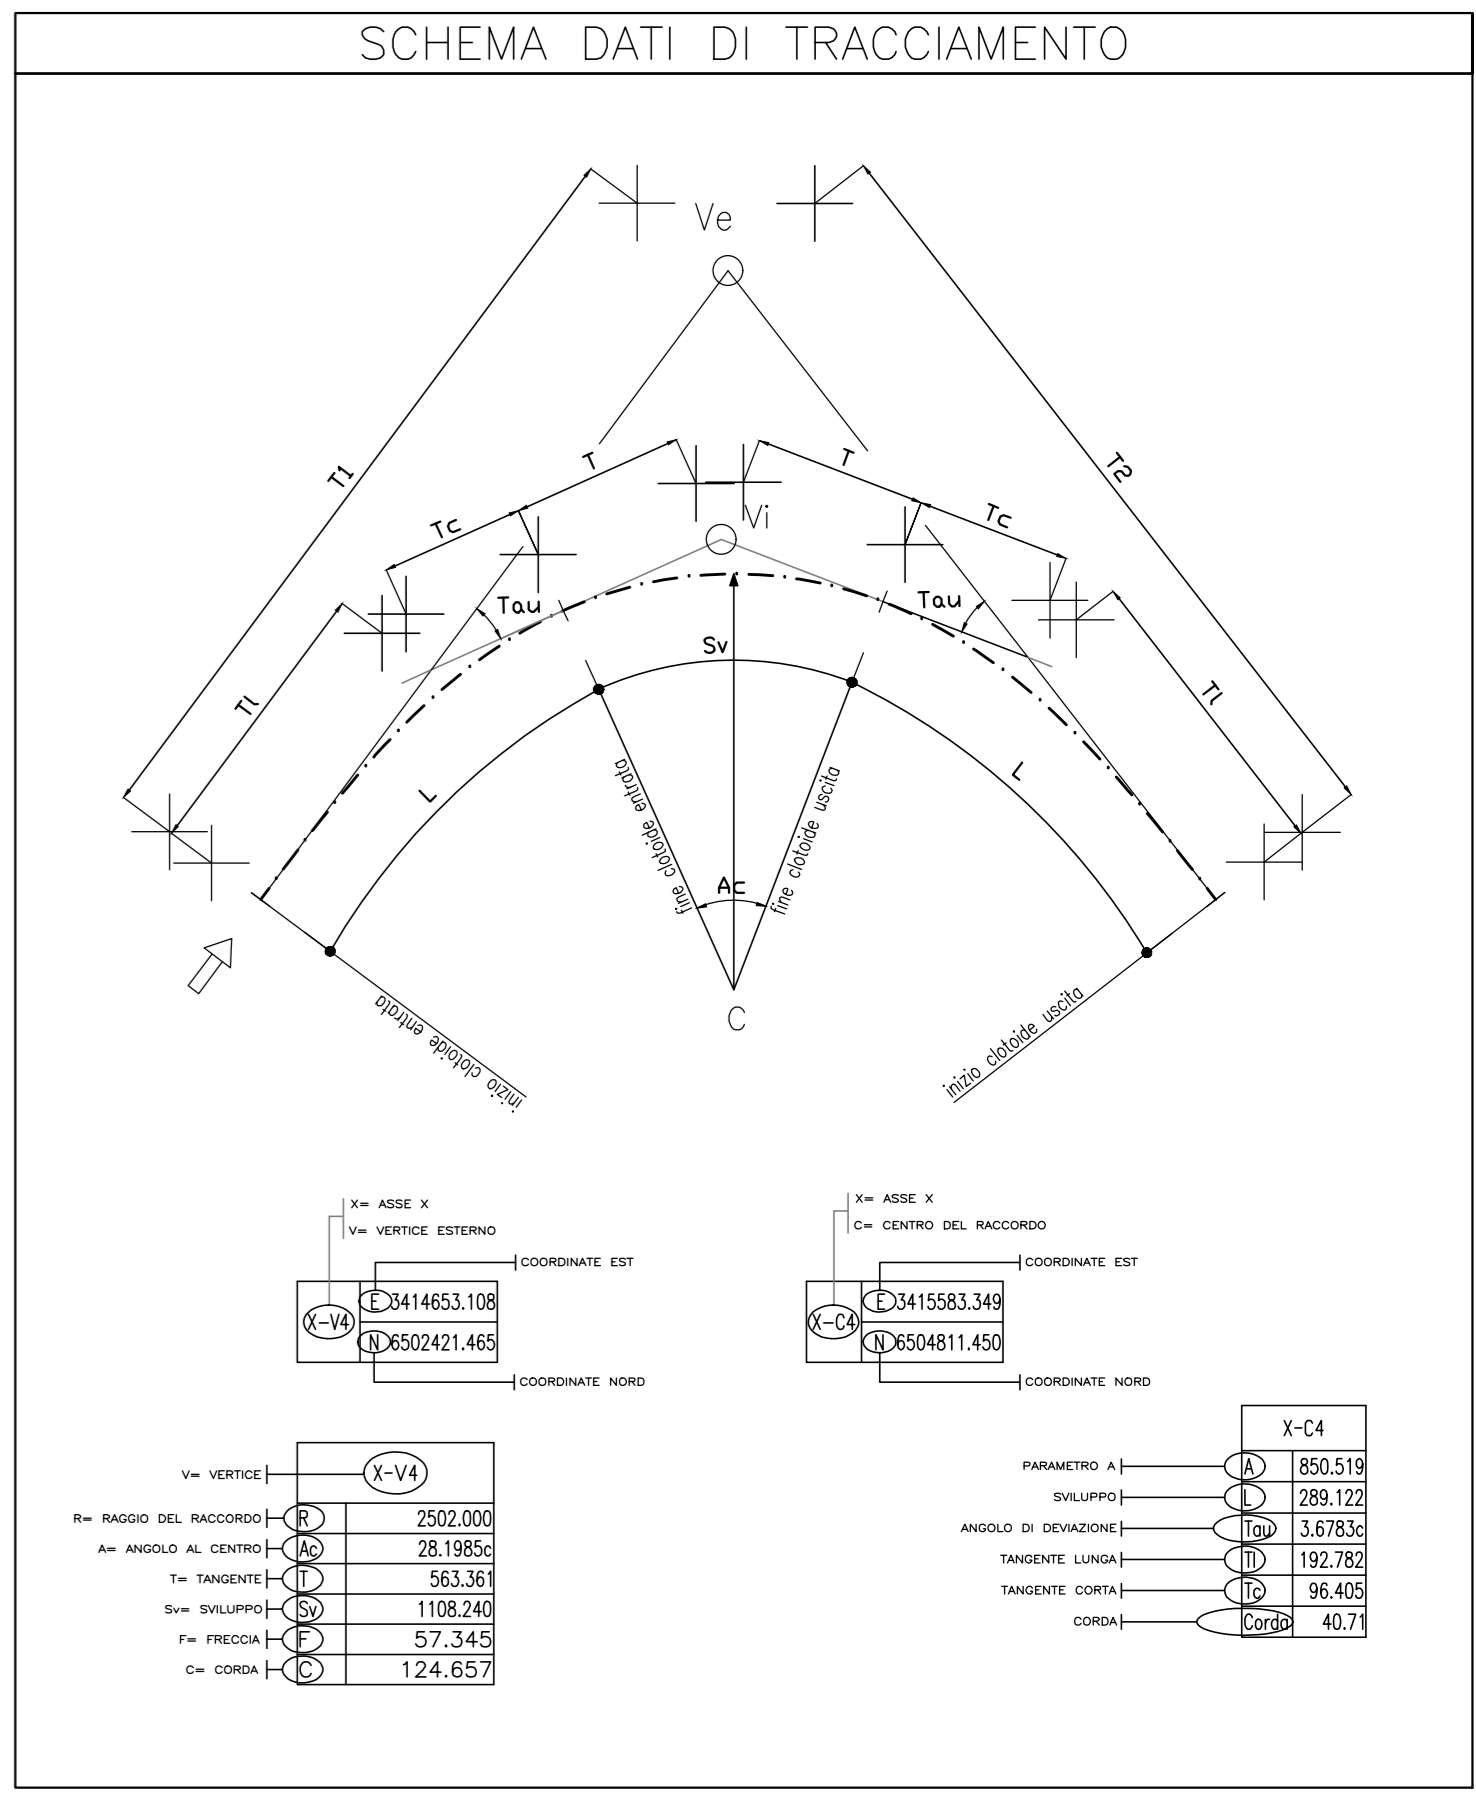 SCHEMA DATI DI TRACCIAMENTO
Ve
T1
T2
T
T
Tc
Tc
Vi
Tau
Tau
Sv
Tl
Tl
L
L
fine clotoide entrata
fine clotoide uscita
Ac
C
inizio clotoide entrata
inizio clotoide uscita
X= ASSE X
V= VERTICE ESTERNO
COORDINATE EST
X-V4
E 3414653.108
N 6502421.465
COORDINATE NORD
X= ASSE X
C= CENTRO DEL RACCORDO
COORDINATE EST
X-C4
E 3415583.349
N 6504811.450
COORDINATE NORD
V= VERTICE X-V4
R= RAGGIO DEL RACCORDO R 2502.000
A= ANGOLO AL CENTRO Ac 28.1985c
T= TANGENTE T 563.361
Sv= SVILUPPO Sv 1108.240
F= FRECCIA F 57.345
C= CORDA C 124.657
X-C4
PARAMETRO A A 850.519
SVILUPPO L 289.122
ANGOLO DI DEVIAZIONE Tau 3.6783c
TANGENTE LUNGA Tl 192.782
TANGENTE CORTA Tc 96.405
CORDA Corda 40.71